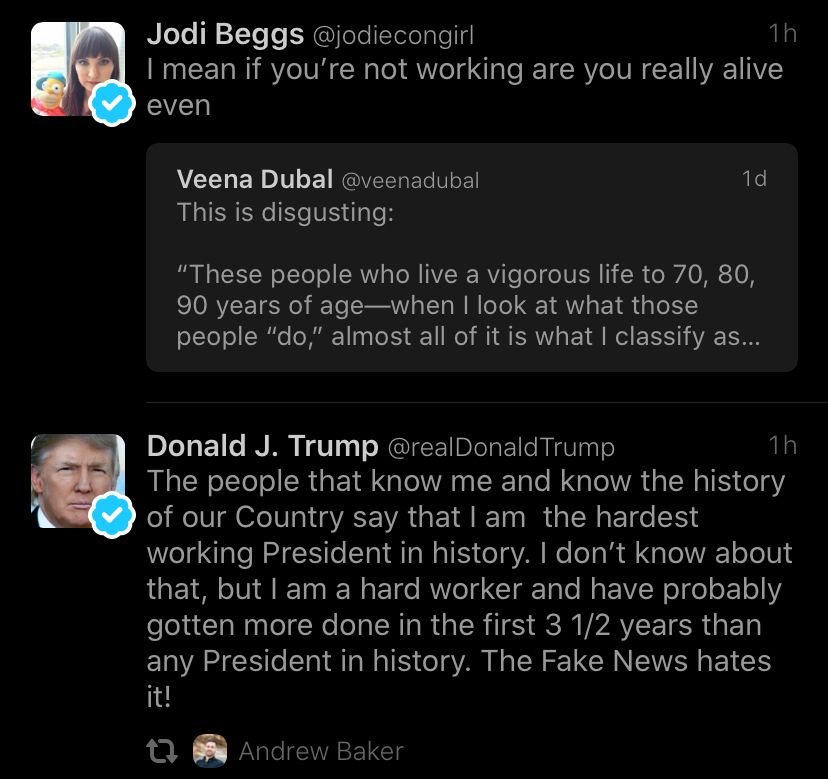 Jodi Beggs @jodiecongirl 1h
I mean if you’re not working are you really alive
even
Veena Dubal @veenadubal 1d
This is disgusting:
“These people who live a vigorous life to 70, 80,
90 years of age—when I look at what those
people “do,” almost all of it is what I classify as...
Donald J. Trump @realDonaldTrump 1h
The people that know me and know the history
of our Country say that I am  the hardest
working President in history. I don’t know about
that, but I am a hard worker and have probably
gotten more done in the first 3 1/2 years than
any President in history. The Fake News hates
it!
Andrew Baker